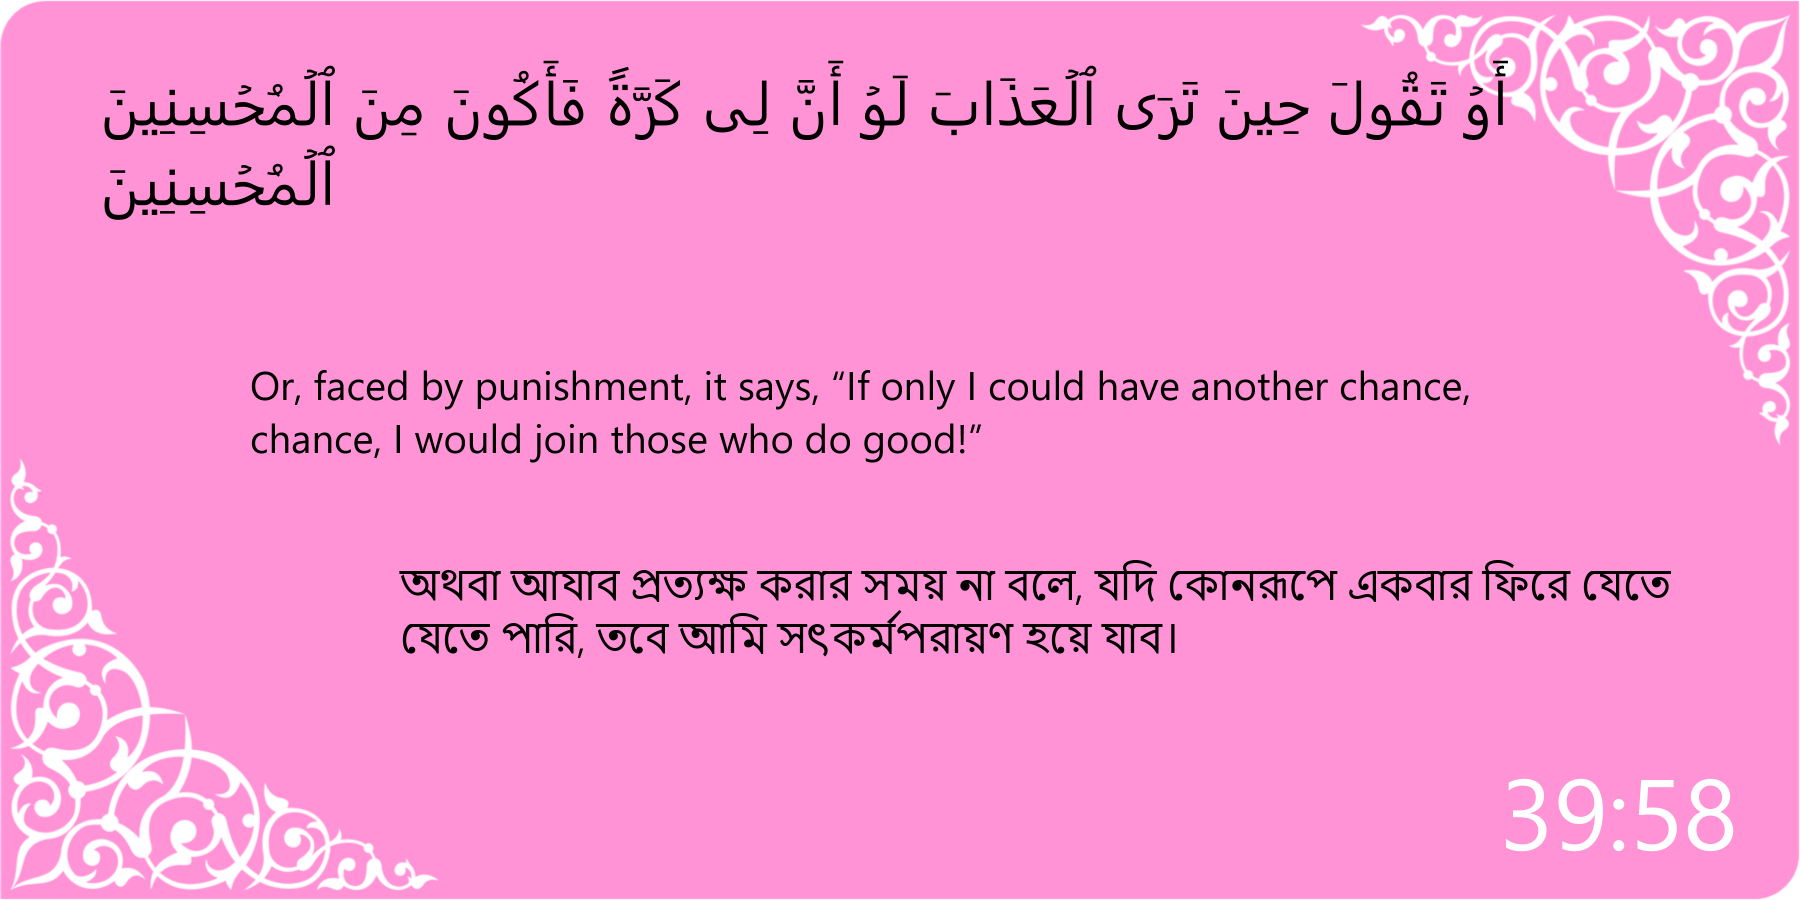 أَوْ تَقُولَ حِينَ تَرَى ٱلْعَذَابَ لَوْ أَنَّ لِى كَرَّةً فَأَكُونَ مِنَ ٱلْمُحْسِنِينَ
ٱلْمُحْسِنِينَ
Or, faced by punishment, it says, “If only I could have another chance,
chance, I would join those who do good!”
অথবা আযাব প্রত্যক্ষ করার সময় না বলে, যদি কোনরূপে একবার ফিরে যেতে
যেতে পারি, তবে আমি সৎকর্মপরায়ণ হয়ে যাব।
39:58